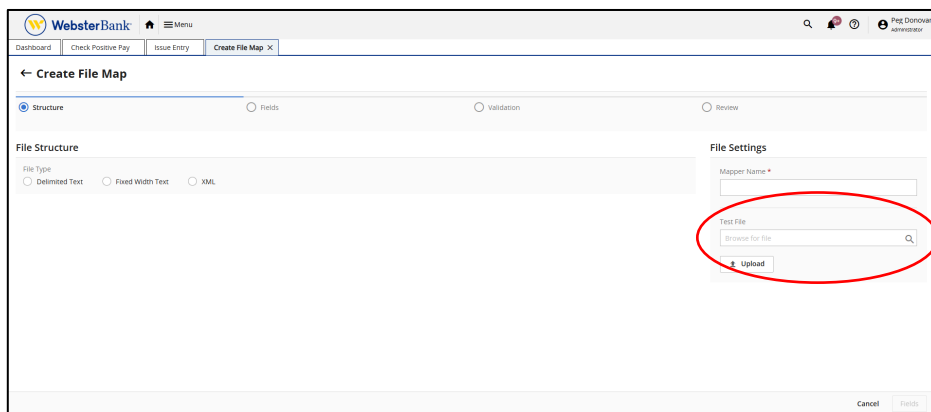 WebsterBank Menu
9+
Peg Donovan
Administrator
Dashboard Check Positive Pay Issue Entry Create File Map ×
← Create File Map
Structure Fields Validation Review
File Structure
File Type
Delimited Text Fixed Width Text XML
File Settings
Mapper Name *
Test File
Browse for file
Upload
Cancel Fields